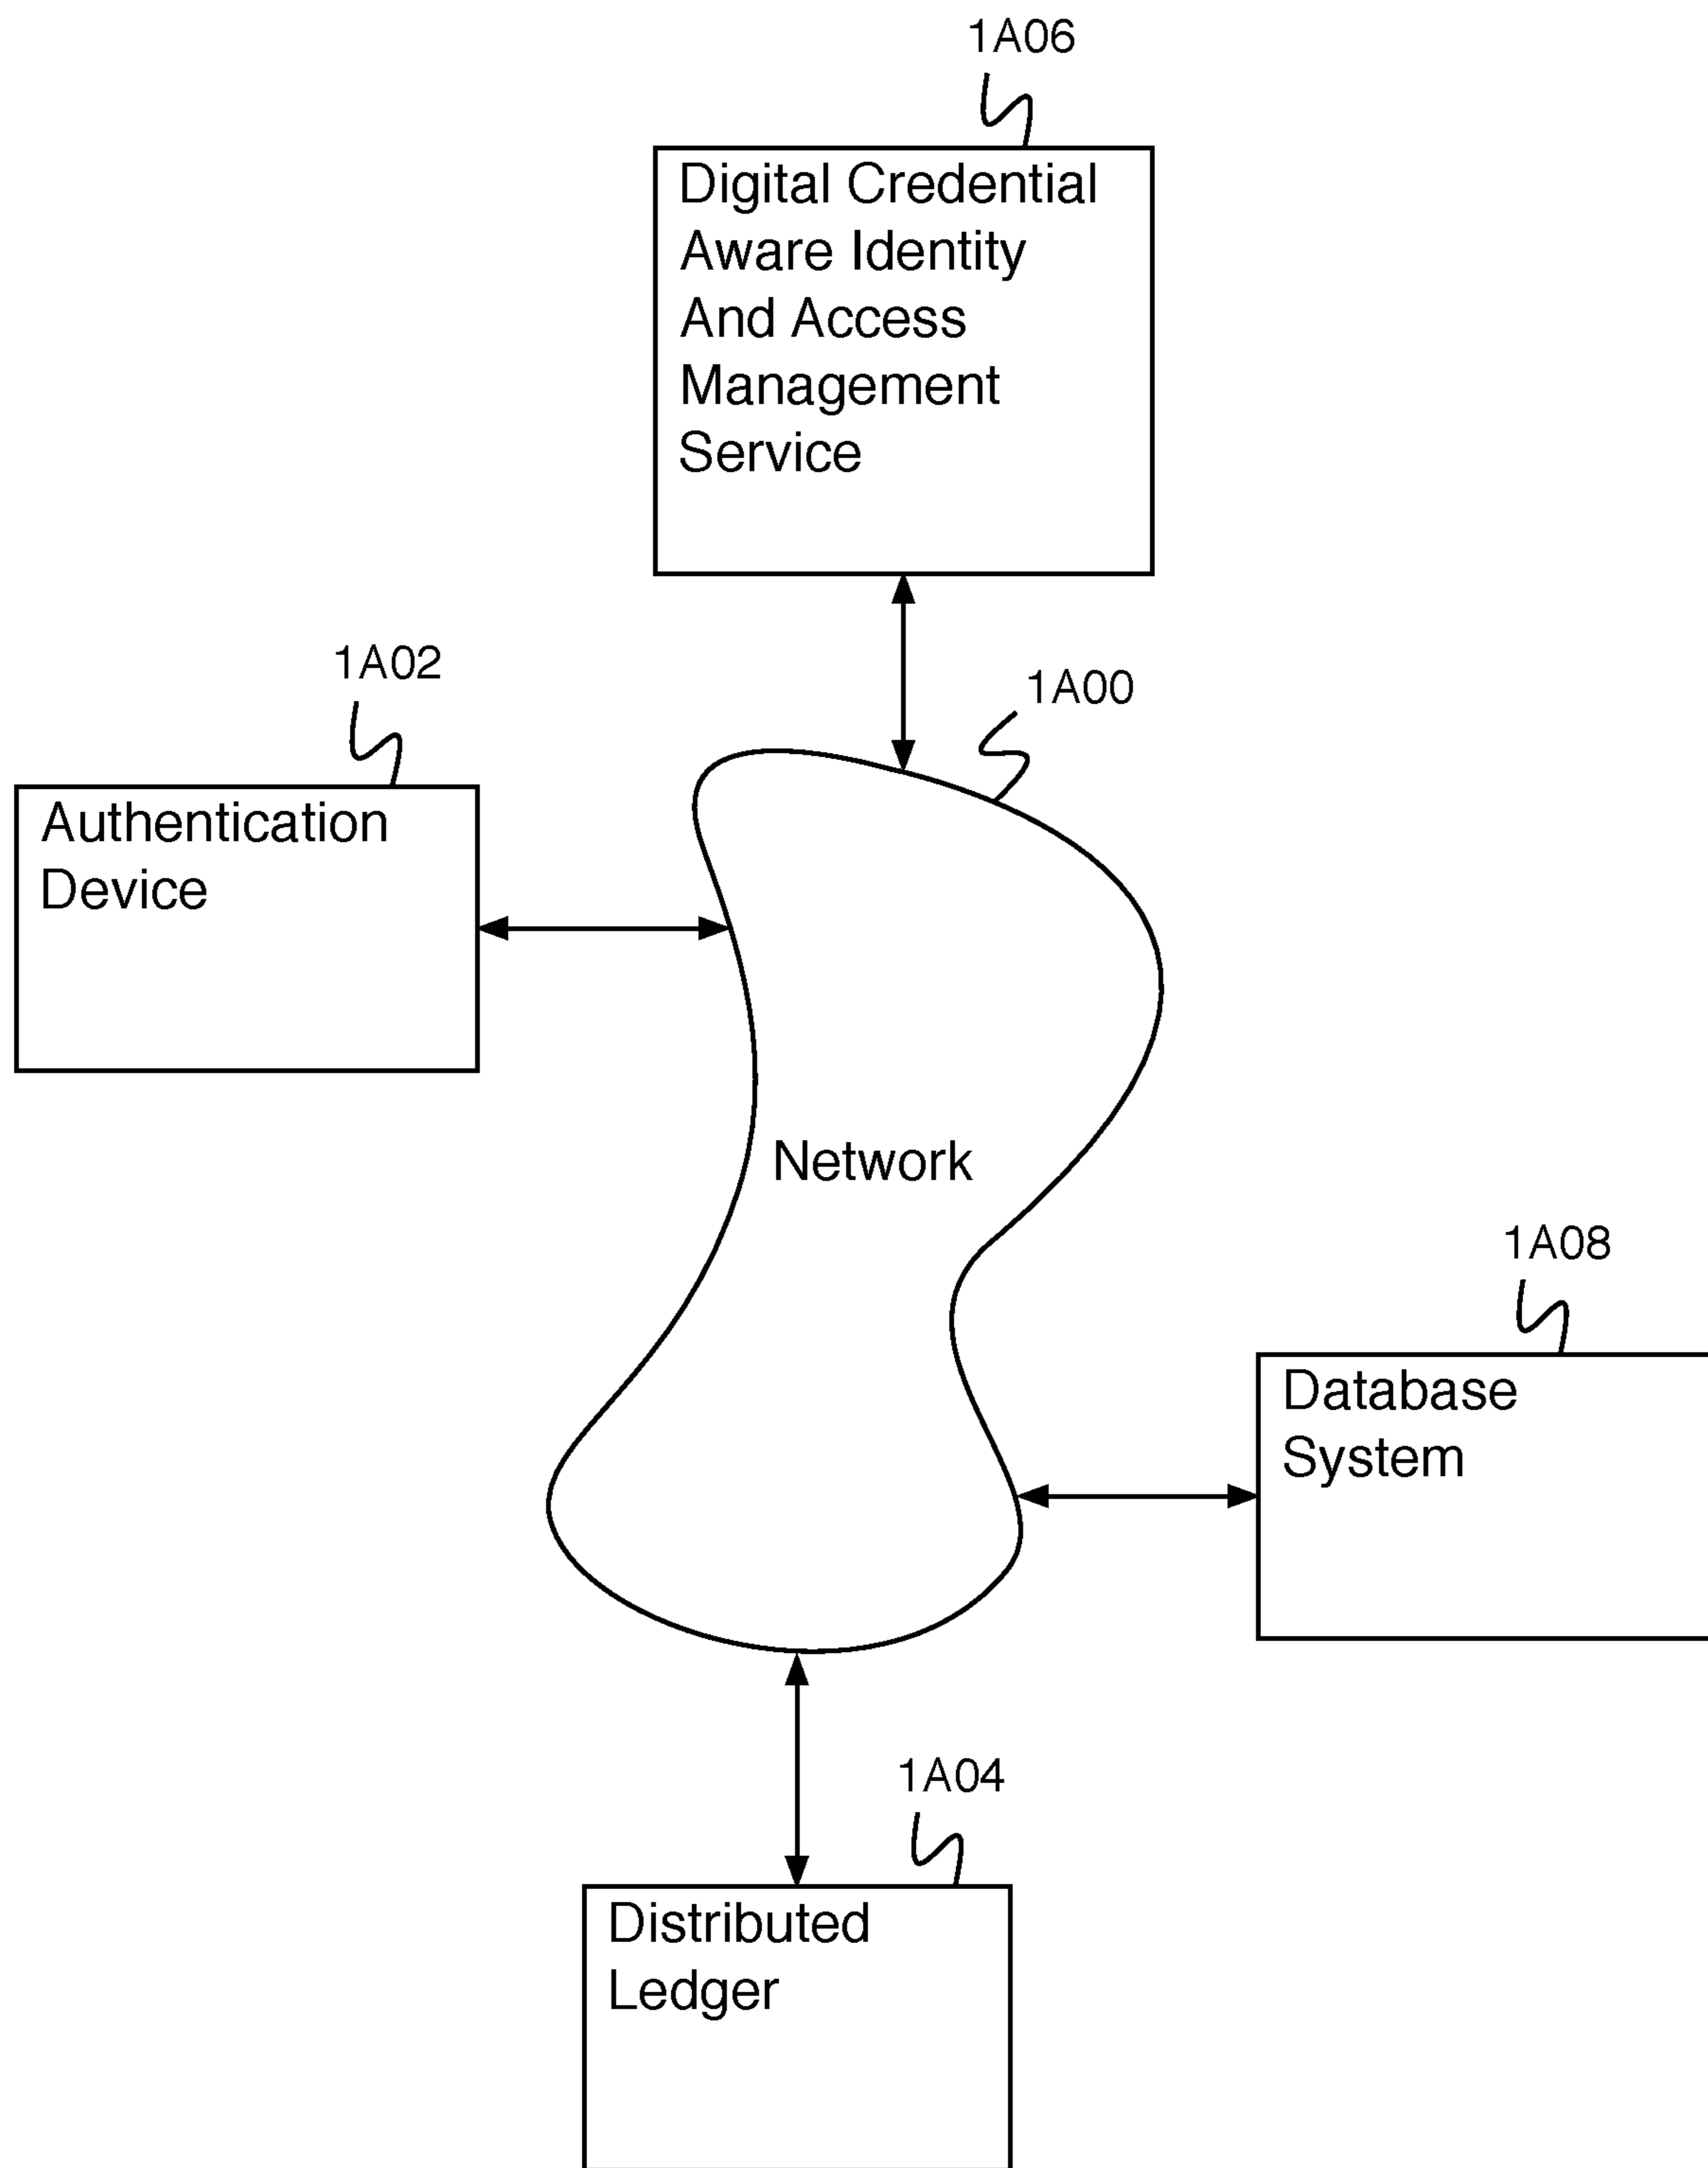 1A06
Digital Credential
Aware Identity
And Access
Management
Service
1A02
1A00
Authentication
Device
Network
1A08
Database
System
1A04
Distributed
Ledger